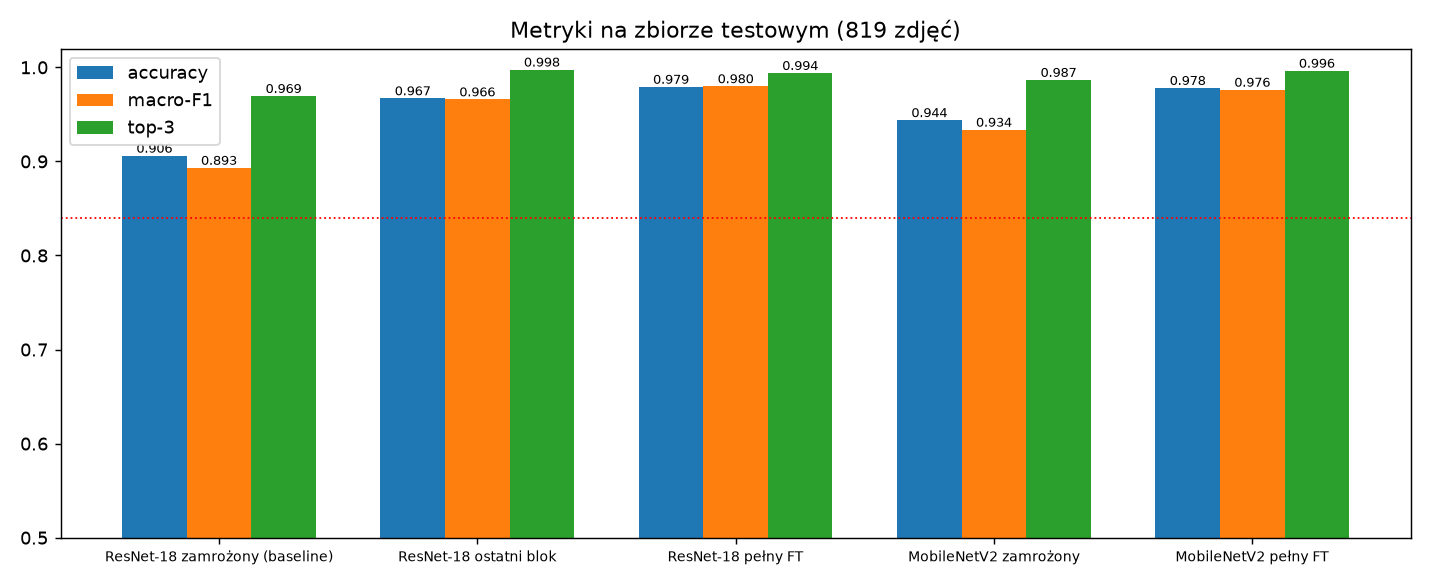 Metryki na zbiorze testowym (819 zdjęć)
accuracy
macro-F1
top-3
1.0
0.9
0.8
0.7
0.6
0.5
0.906
0.893
0.969
0.967
0.966
0.998
0.979
0.980
0.994
0.944
0.934
0.987
0.978
0.976
0.996
ResNet-18 zamrożony (baseline)
ResNet-18 ostatni blok
ResNet-18 pełny FT
MobileNetV2 zamrożony
MobileNetV2 pełny FT